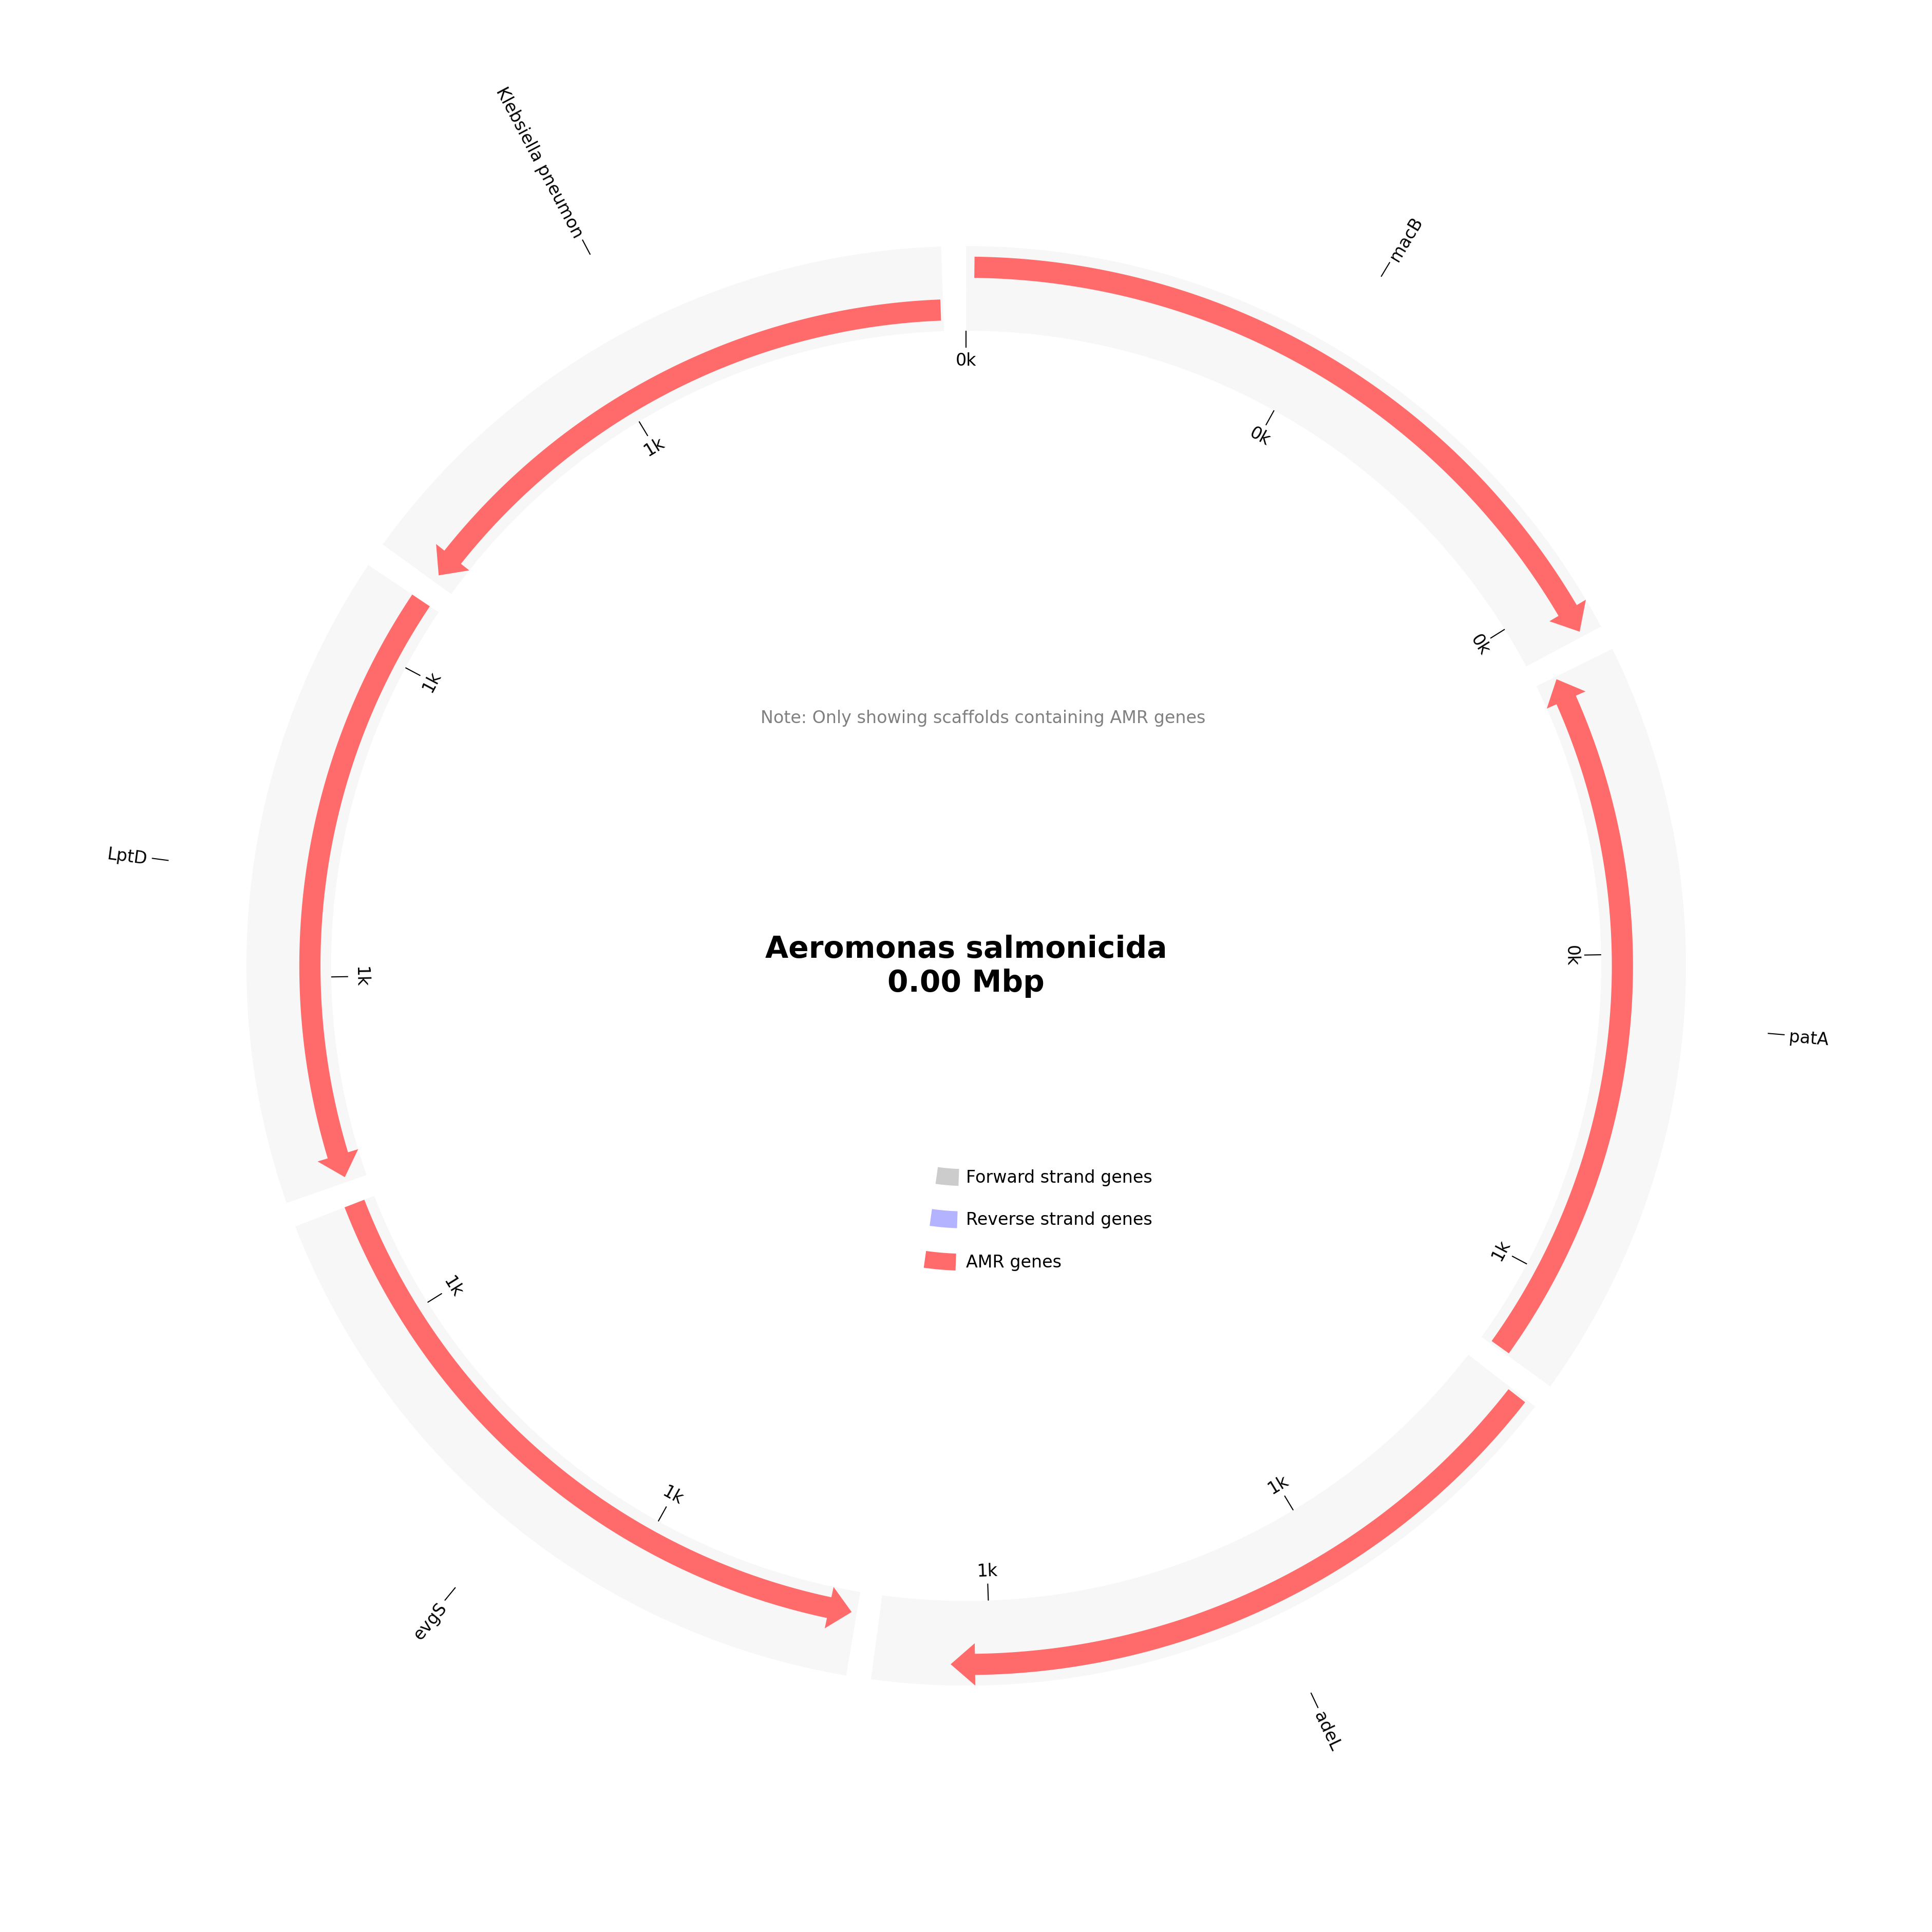 Klebsiella pneumon
macB
0k
0k
1k
0k
1k
Note: Only showing scaffolds containing AMR genes
LptD
Aeromonas salmonicida
0.00 Mbp
1k
0k
patA
Forward strand genes
Reverse strand genes
AMR genes
1k
1k
1k
1k
1k
evgS
adeL